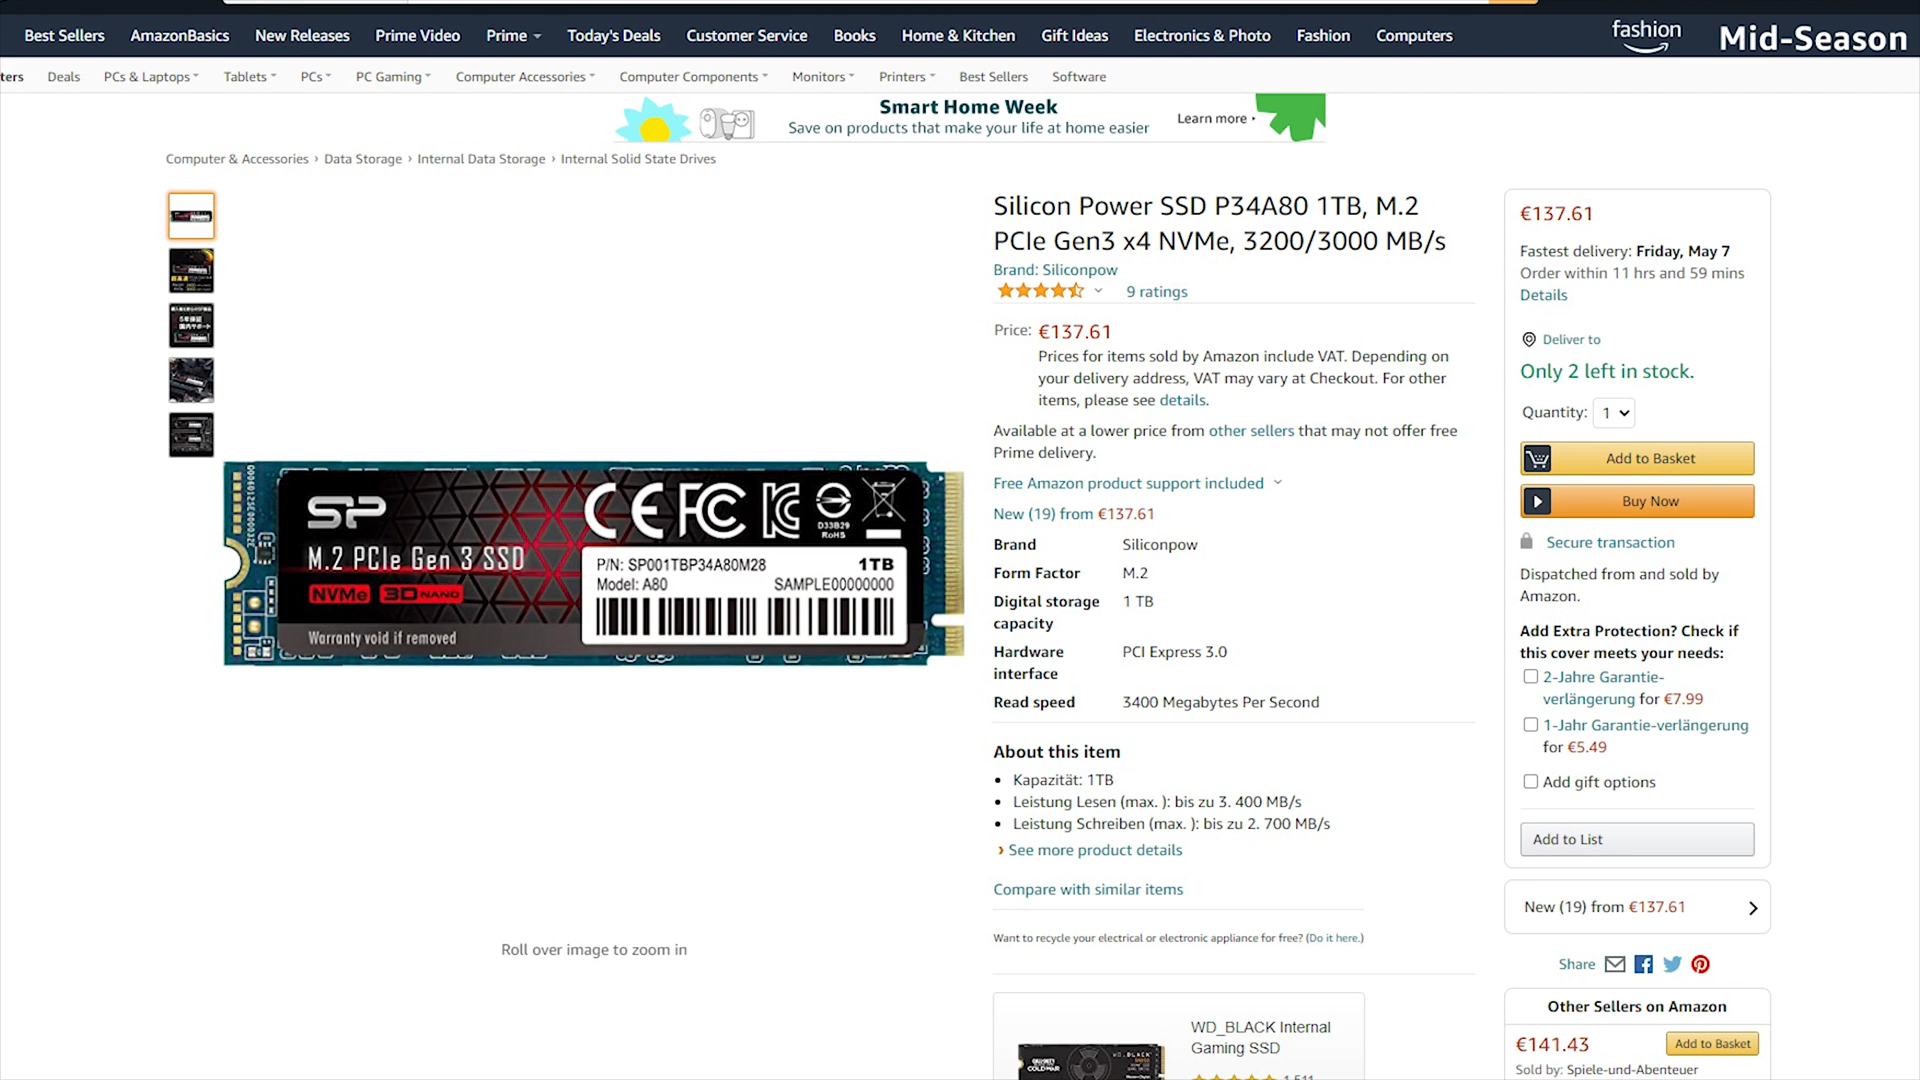 Best Sellers AmazonBasics New Releases Prime Video Prime Today's Deals Customer Service Books Home & Kitchen Gift Ideas Electronics & Photo Fashion Computers fashion Mid-Season
ters Deals PCs & Laptops Tablets PCs PC Gaming Computer Accessories Computer Components Monitors Printers Best Sellers Software
Smart Home Week
Save on products that make your life at home easier
Learn more
Computer & Accessories › Data Storage › Internal Data Storage › Internal Solid State Drives
SP
M.2 PCIe Gen 3 SSD
NVMe 3D NAND
Warranty void if removed
CE FC
D33B29
RoHS
P/N: SP001TBP34A80M28 1TB
Model: A80 SAMPLE00000000
Roll over image to zoom in
Silicon Power SSD P34A80 1TB, M.2
PCIe Gen3 x4 NVMe, 3200/3000 MB/s
Brand: Siliconpow
9 ratings
Price: €137.61
Prices for items sold by Amazon include VAT. Depending on
your delivery address, VAT may vary at Checkout. For other
items, please see details.
Available at a lower price from other sellers that may not offer free
Prime delivery.
Free Amazon product support included
New (19) from €137.61
Brand Siliconpow
Form Factor M.2
Digital storage 1 TB
capacity
Hardware PCI Express 3.0
interface
Read speed 3400 Megabytes Per Second
About this item
• Kapazität: 1TB
• Leistung Lesen (max. ): bis zu 3. 400 MB/s
• Leistung Schreiben (max. ): bis zu 2. 700 MB/s
› See more product details
Compare with similar items
Want to recycle your electrical or electronic appliance for free? (Do it here.)
WD_BLACK Internal
Gaming SSD
1,511
€137.61
Fastest delivery: Friday, May 7
Order within 11 hrs and 59 mins
Details
Deliver to
Only 2 left in stock.
Quantity: 1
Add to Basket
Buy Now
Secure transaction
Dispatched from and sold by
Amazon.
Add Extra Protection? Check if
this cover meets your needs:
2-Jahre Garantie-
verlängerung for €7.99
1-Jahr Garantie-verlängerung
for €5.49
Add gift options
Add to List
New (19) from €137.61
Share
Other Sellers on Amazon
€141.43 Add to Basket
Sold by: Spiele-und-Abenteuer